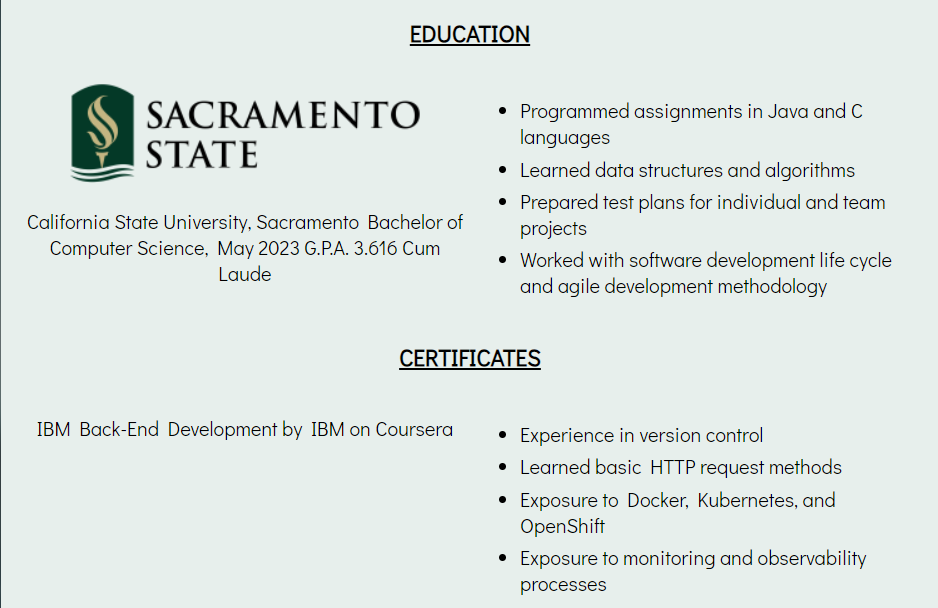 EDUCATION
SACRAMENTO
STATE
California State University, Sacramento Bachelor of
Computer Science, May 2023 G.P.A. 3.616 Cum
Laude
• Programmed assignments in Java and C
languages
• Learned data structures and algorithms
• Prepared test plans for individual and team
projects
• Worked with software development life cycle
and agile development methodology
CERTIFICATES
IBM Back-End Development by IBM on Coursera
• Experience in version control
• Learned basic HTTP request methods
• Exposure to Docker, Kubernetes, and
OpenShift
• Exposure to monitoring and observability
processes